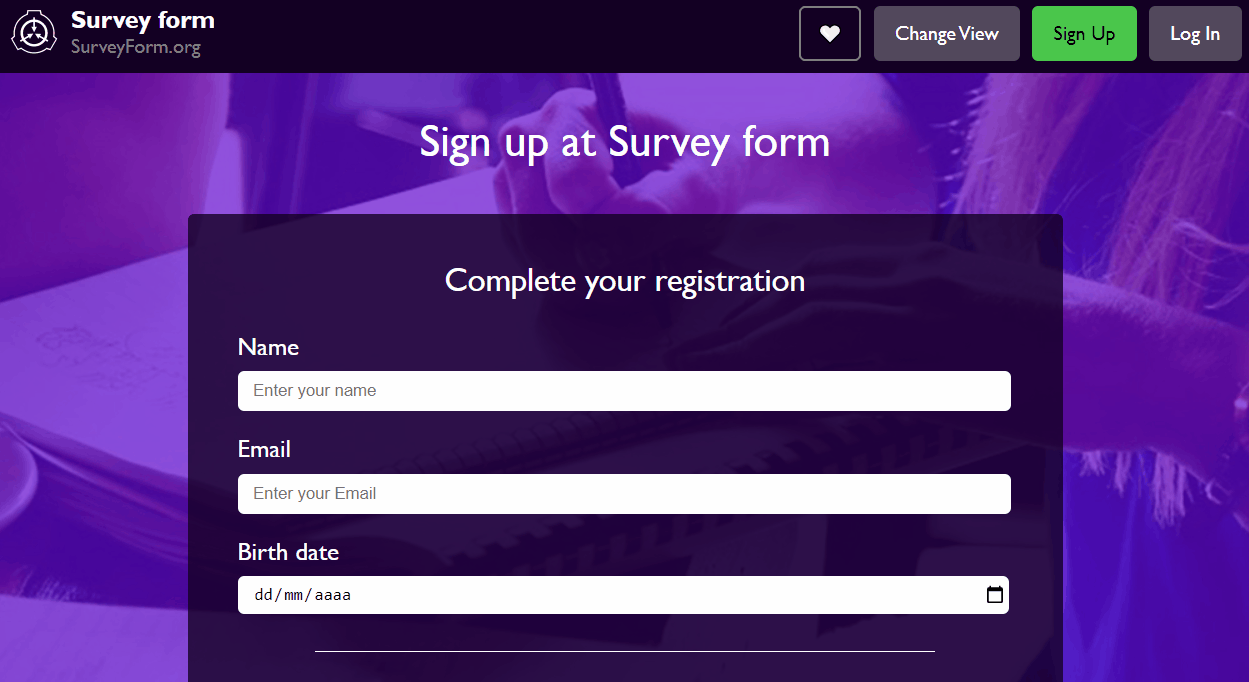 Survey form
SurveyForm.org
Change View
Sign Up
Log In
Sign up at Survey form
Complete your registration
Name
Enter your name
Email
Enter your Email
Birth date
dd/mm/aaaa